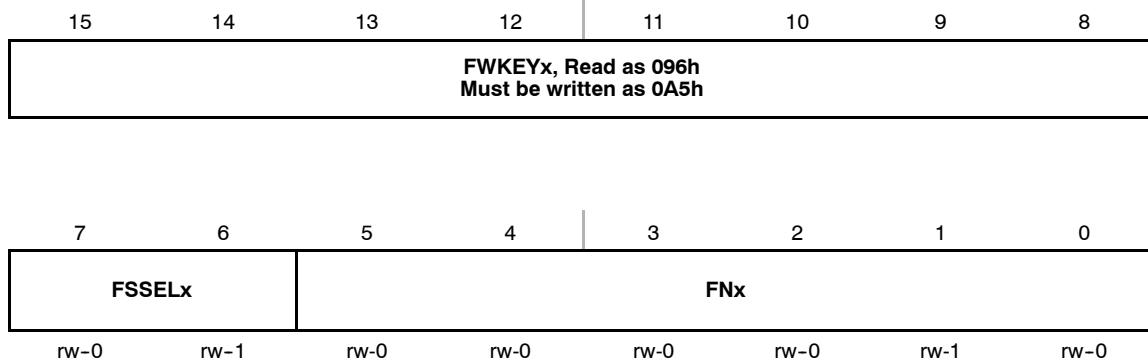 15 14 13 12 11 10 9 8
FWKEYx, Read as 096h
Must be written as 0A5h
7 6 5 4 3 2 1 0
FSSELx FNx
rw-0 rw-1 rw-0 rw-0 rw-0 rw-0 rw-1 rw-0